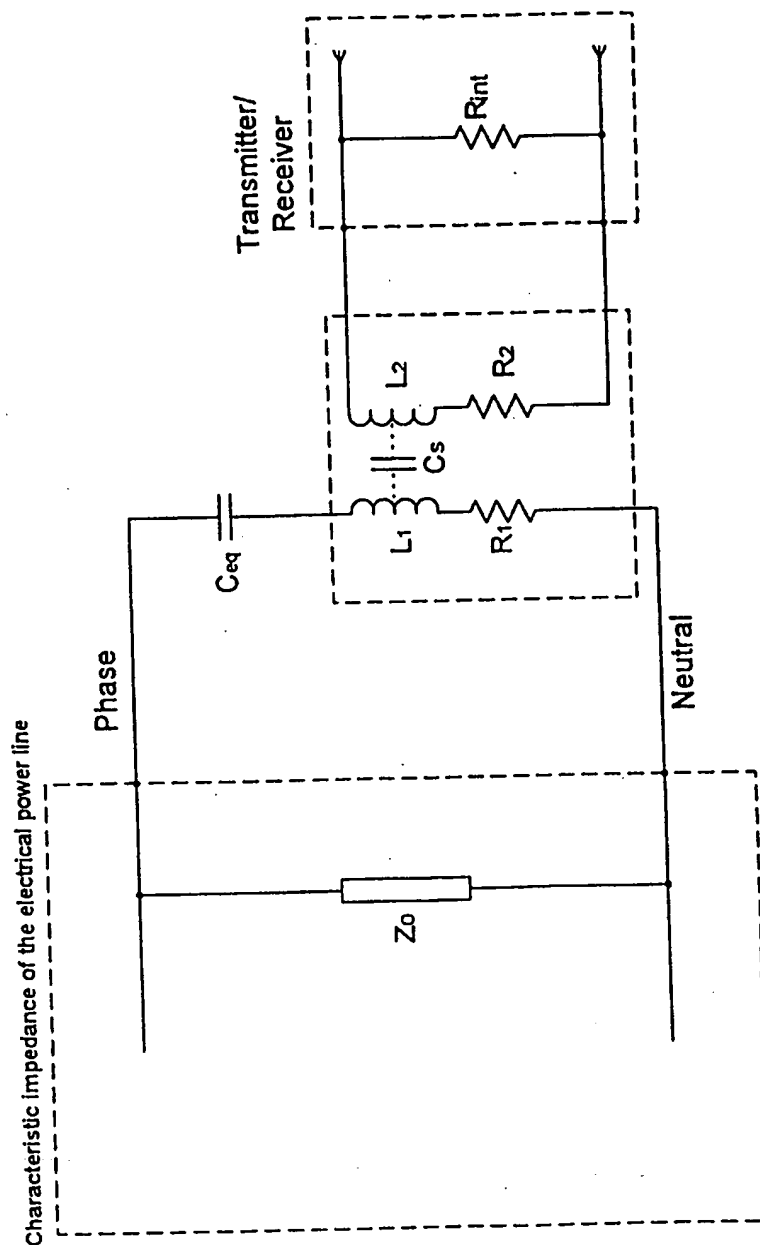 Characteristic impedance of the electrical power line
Zo
Phase
Neutral
Ceq
L1
R1
Cs
L2
R2
Transmitter/
Receiver
Rint